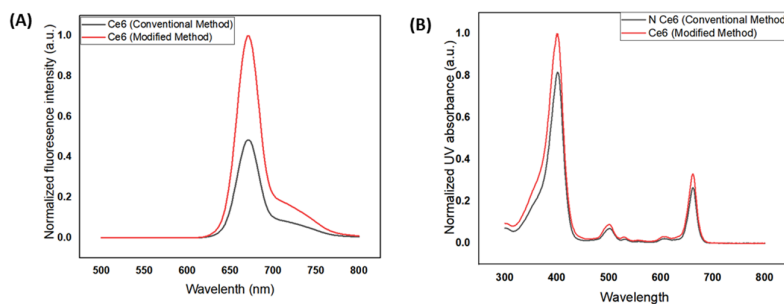 (A)
Ce6 (Conventional Method)
Ce6 (Modified Method)
Normalized fluorescence intensity (a.u.)
1.0
0.8
0.6
0.4
0.2
0.0
500 550 600 650 700 750 800
Wavelenth (nm)
(B)
N Ce6 (Conventional Method)
Ce6 (Modified Method)
Normalized UV absorbance (a.u.)
1.0
0.8
0.6
0.4
0.2
0.0
300 400 500 600 700 800
Wavelength